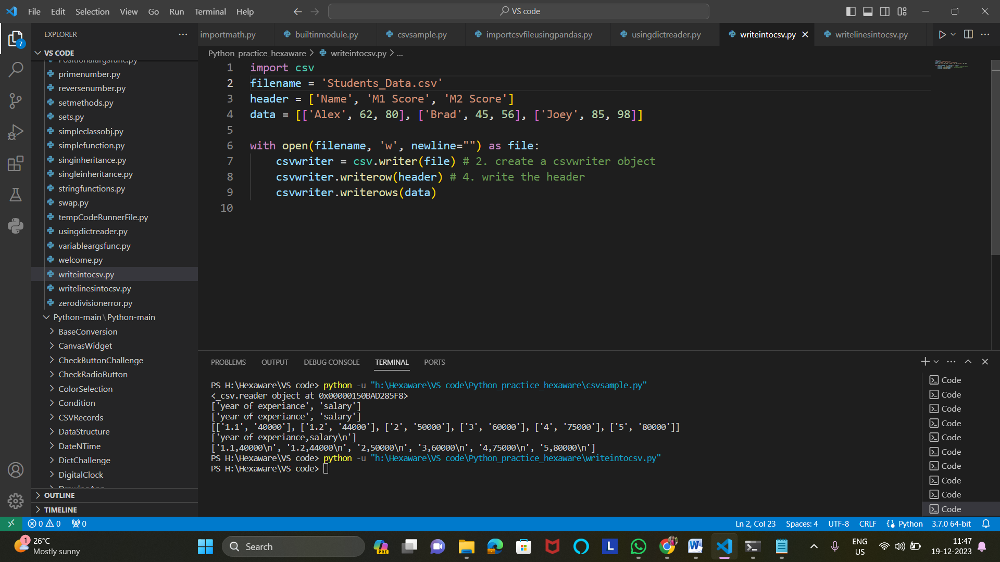 File Edit Selection View Go Run Terminal Help
VS code
EXPLORER
7
VS CODE
Positionalargsfunc.py
primenumber.py
reversenumber.py
setmethods.py
sets.py
simpleclassobj.py
simplefunction.py
singinheritance.py
singleinheritance.py
stringfunctions.py
swap.py
tempCodeRunnerFile.py
usingdictreader.py
variableargsfunc.py
welcome.py
writeintocsv.py
writelinesintocsv.py
zerodivisionerror.py
Python-main\Python-main
BaseConversion
CanvasWidget
CheckButtonChallenge
CheckRadioButton
ColorSelection
Condition
CSVRecords
DataStructure
DateNTime
DictChallenge
DigitalClock
DrawingApp
OUTLINE
TIMELINE
importmath.py builtinmodule.py csvsample.py importcsvfileusingpandas.py usingdictreader.py writeintocsv.py writelinesintocsv.py
Python_practice_hexaware > writeintocsv.py > ...
1 import csv
2 filename = 'Students_Data.csv'
3 header = ['Name', 'M1 Score', 'M2 Score']
4 data = [['Alex', 62, 80], ['Brad', 45, 56], ['Joey', 85, 98]]
5
6 with open(filename, 'w', newline="") as file:
7 csvwriter = csv.writer(file) # 2. create a csvwriter object
8 csvwriter.writerow(header) # 4. write the header
9 csvwriter.writerows(data)
10
PROBLEMS OUTPUT DEBUG CONSOLE TERMINAL PORTS
PS H:\Hexaware\VS code> python -u "h:\Hexaware\VS code\Python_practice_hexaware\csvsample.py"
<_csv.reader object at 0x00000150BAD285F8>
['year of experiance', 'salary']
['year of experiance', 'salary']
[['1.1', '40000'], ['1.2', '44000'], ['2', '50000'], ['3', '60000'], ['4', '75000'], ['5', '80000']]
['year of experiance,salary\n']
['1.1,40000\n', '1.2,44000\n', '2,50000\n', '3,60000\n', '4,75000\n', '5,80000\n']
PS H:\Hexaware\VS code> python -u "h:\Hexaware\VS code\Python_practice_hexaware\writeintocsv.py"
PS H:\Hexaware\VS code>
Code
Code
Code
Code
Code
Code
Code
Code
Code
Code
0 0 0 Ln 2, Col 23 Spaces: 4 UTF-8 CRLF Python 3.7.0 64-bit
1
26°C
Mostly sunny
Search
PRE
L
W
ENG
US
11:47
19-12-2023